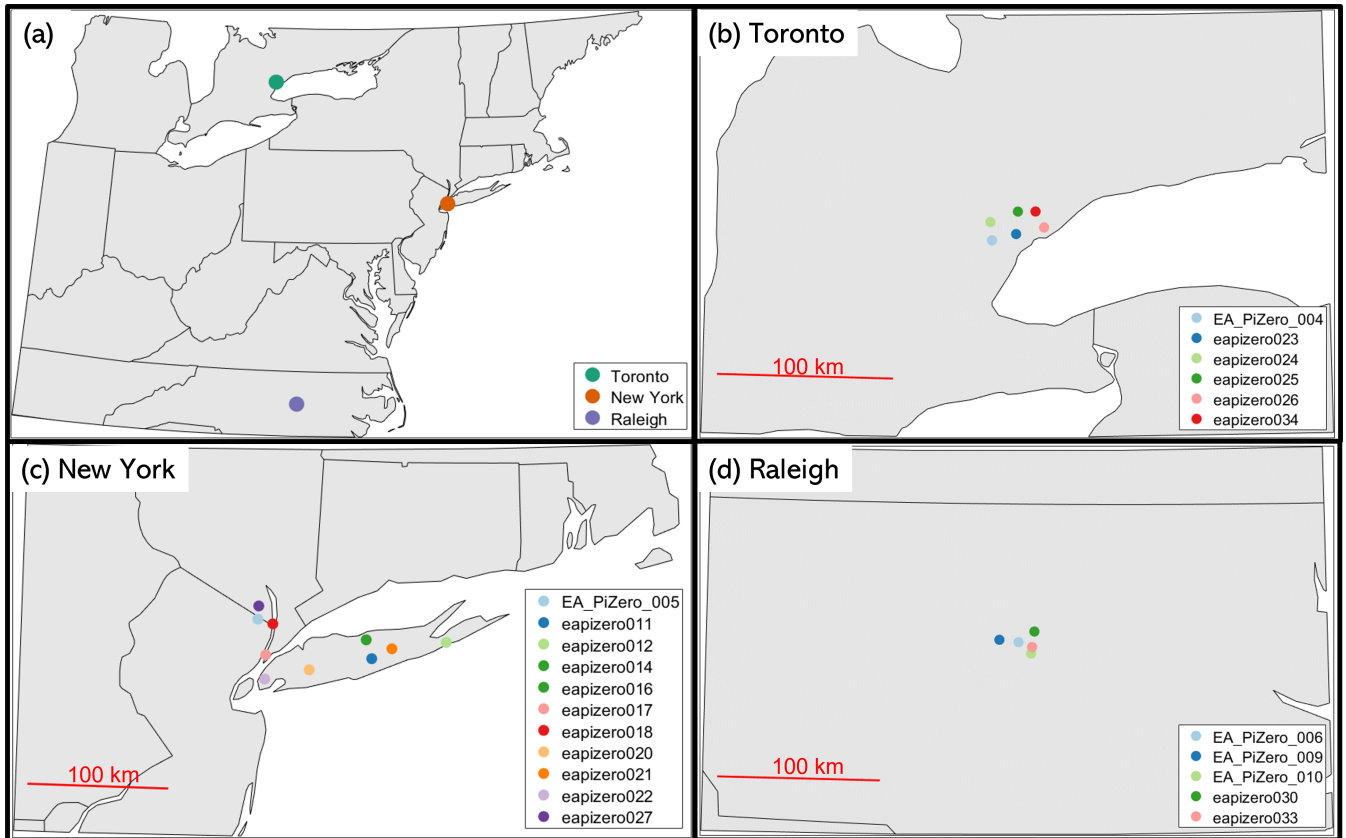 (a)
Toronto
New York
Raleigh
(b) Toronto
100 km
EA_PiZero_004
eapizero023
eapizero024
eapizero025
eapizero026
eapizero034
(c) New York
100 km
EA_PiZero_005
eapizero011
eapizero012
eapizero014
eapizero016
eapizero017
eapizero018
eapizero020
eapizero021
eapizero022
eapizero027
(d) Raleigh
100 km
EA_PiZero_006
EA_PiZero_009
EA_PiZero_010
eapizero030
eapizero033